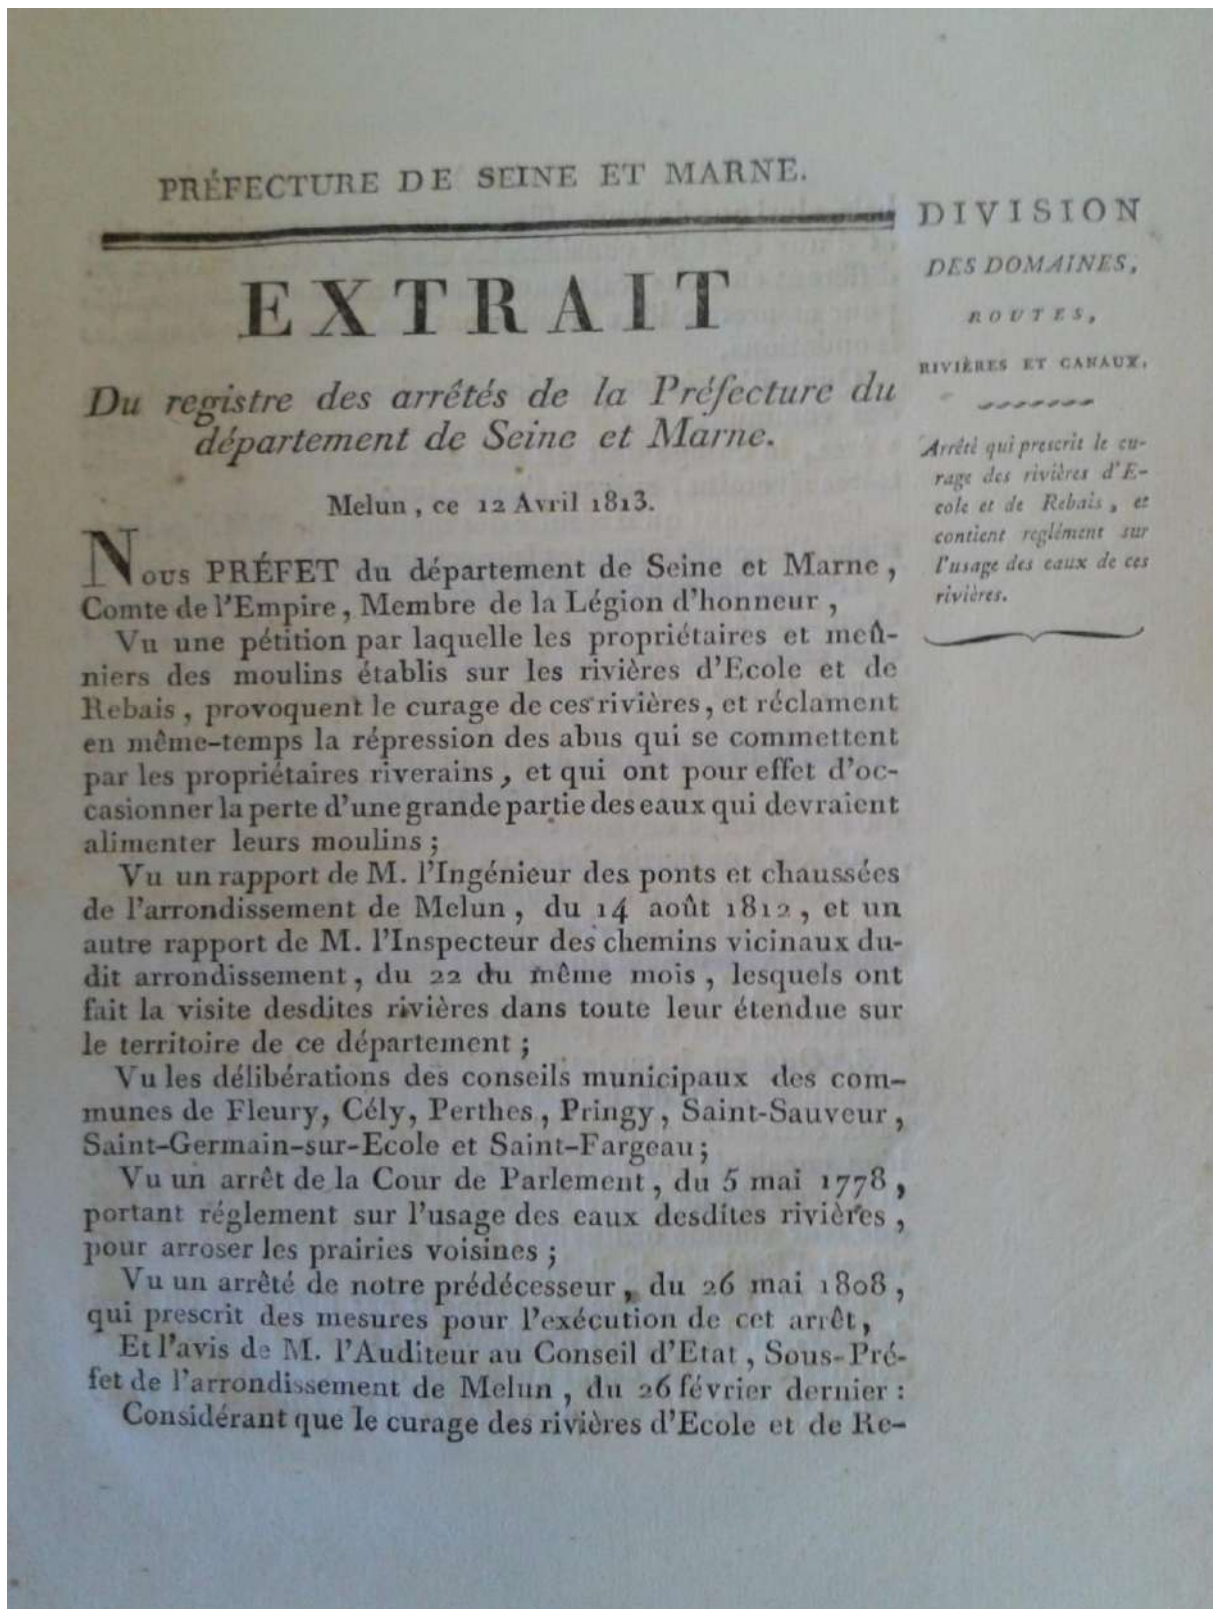 PRÉFECTURE DE SEINE ET MARNE.
EXTRAIT
Du registre des arrêtés de la Préfecture du
département de Seine et Marne.
Melun, ce 12 Avril 1813.
Nous PRÉFET du département de Seine et Marne,
Comte de l'Empire, Membre de la Légion d'honneur,
Vu une pétition par laquelle les propriétaires et meû-
niers des moulins établis sur les rivières d'Ecole et de
Rebais, provoquent le curage de ces rivières, et réclament
en même-temps la répression des abus qui se commettent
par les propriétaires riverains, et qui ont pour effet d'oc-
casionner la perte d'une grande partie des eaux qui devraient
alimenter leurs moulins;
Vu un rapport de M. l'Ingénieur des ponts et chaussées
de l'arrondissement de Melun, du 14 août 1812, et un
autre rapport de M. l'Inspecteur des chemins vicinaux du-
dit arrondissement, du 22 du même mois, lesquels ont
fait la visite desdites rivières dans toute leur étendue sur
le territoire de ce département;
Vu les délibérations des conseils municipaux des com-
munes de Fleury, Cély, Perthes, Pringy, Saint-Sauveur,
Saint-Germain-sur-Ecole et Saint-Fargeau;
Vu un arrêt de la Cour de Parlement, du 5 mai 1778,
portant réglement sur l'usage des eaux desdites rivières,
pour arroser les prairies voisines;
Vu un arrêté de notre prédécesseur, du 26 mai 1808,
qui prescrit des mesures pour l'exécution de cet arrêt,
Et l'avis de M. l'Auditeur au Conseil d'Etat, Sous-Pré-
fet de l'arrondissement de Melun, du 26 février dernier:
Considérant que le curage des rivières d'Ecole et de Re-
DIVISION
DES DOMAINES,
ROUTES,
RIVIÈRES ET CANAUX.
Arrêté qui prescrit le cu-
rage des rivières d'E-
cole et de Rebais, et
contient reglément sur
l'usage des eaux de ces
rivières.